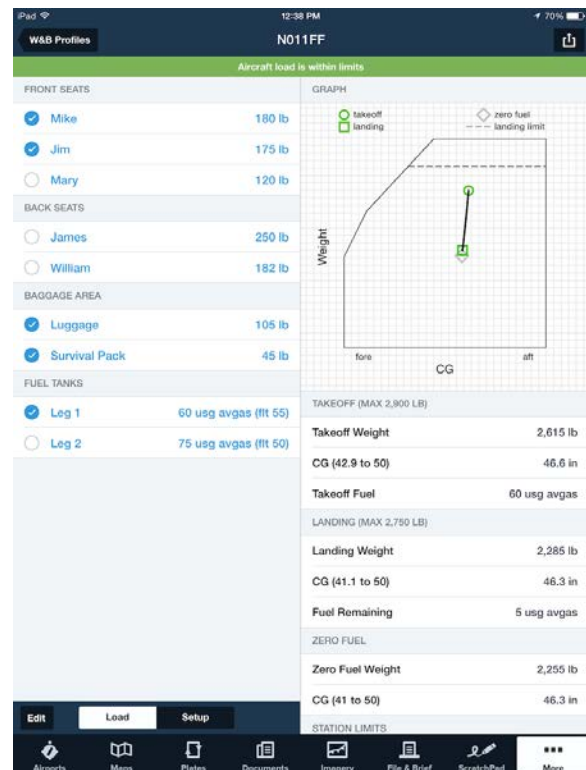 iPad 12:38 PM 70%
W&B Profiles N011FF
Aircraft load is within limits
FRONT SEATS
Mike 180 lb
Jim 175 lb
Mary 120 lb
BACK SEATS
James 250 lb
William 182 lb
BAGGAGE AREA
Luggage 105 lb
Survival Pack 45 lb
FUEL TANKS
Leg 1 60 usg avgas (flt 55)
Leg 2 75 usg avgas (flt 50)
GRAPH
takeoff zero fuel
landing landing limit
Weight
fore aft
CG
TAKEOFF (MAX 2,900 LB)
Takeoff Weight 2,615 lb
CG (42.9 to 50) 46.6 in
Takeoff Fuel 60 usg avgas
LANDING (MAX 2,750 LB)
Landing Weight 2,285 lb
CG (41.1 to 50) 46.3 in
Fuel Remaining 5 usg avgas
ZERO FUEL
Zero Fuel Weight 2,255 lb
CG (41 to 50) 46.3 in
STATION LIMITS
Edit Load Setup
Airports Maps Plates Documents Imagery File & Brief ScratchPad More